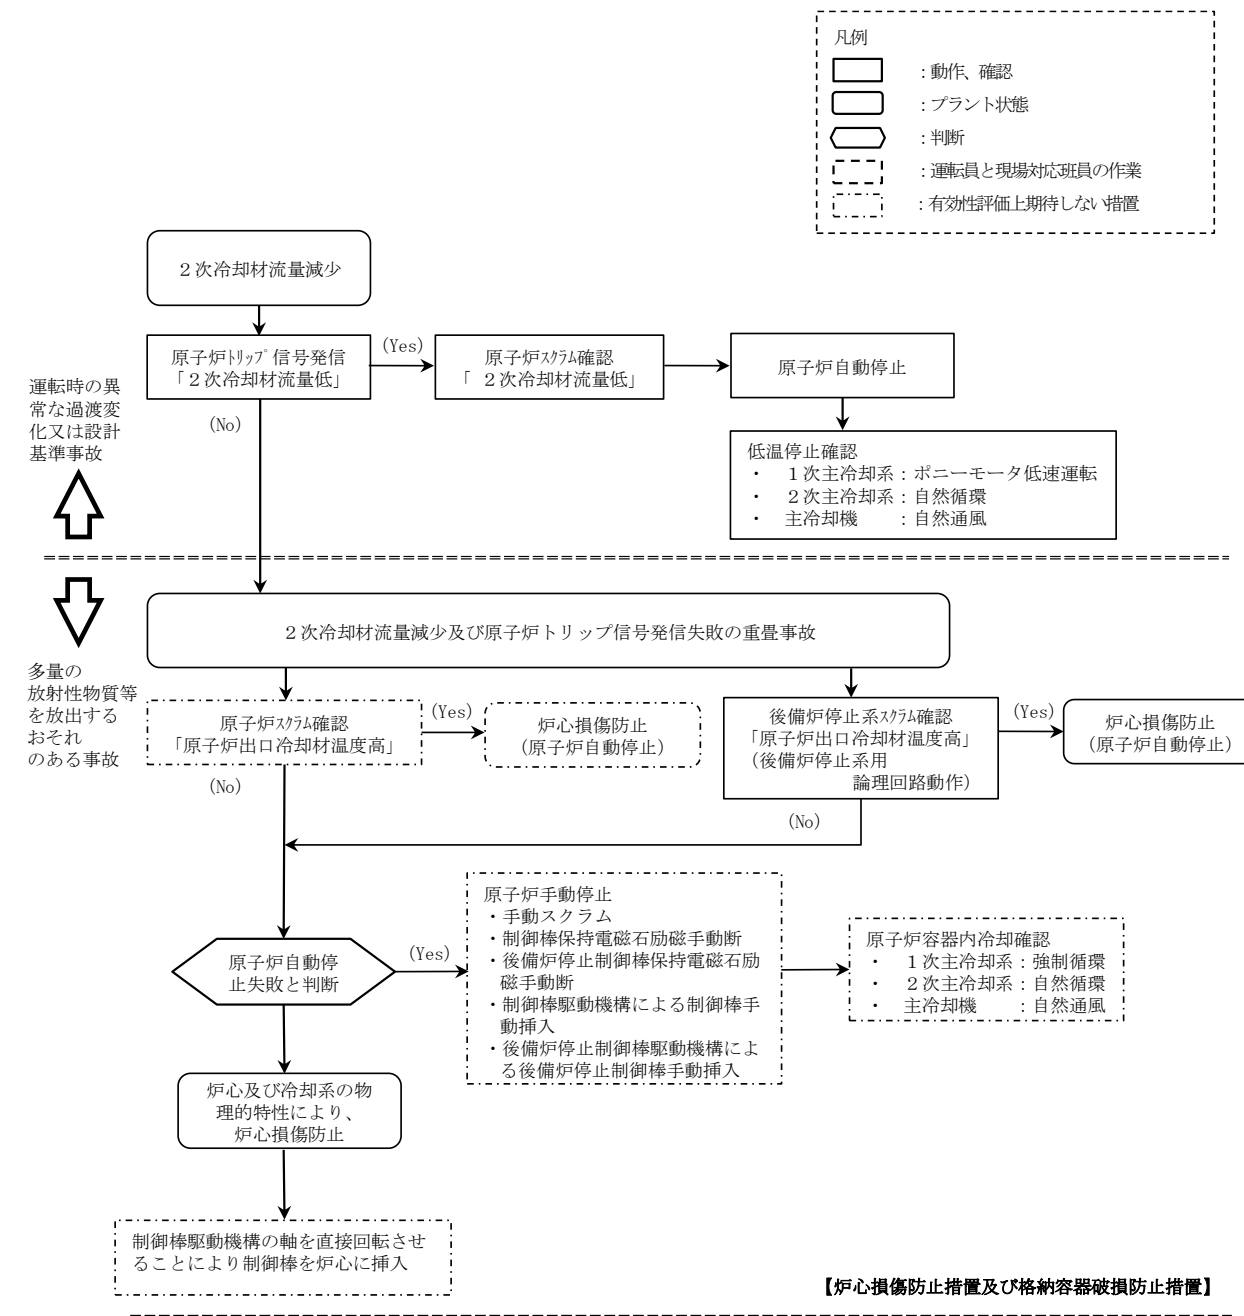 凡例
：動作、確認
：プラント状態
：判断
：運転員と現場対応班員の作業
：有効性評価上期待しない措置
２次冷却材流量減少
原子炉ﾄﾘｯﾌﾟ信号発信
「２次冷却材流量低」
(Yes)
原子炉ｽｸﾗﾑ確認
「 ２次冷却材流量低」
原子炉自動停止
(No)
運転時の異
常な過渡変
化又は設計
基準事故
低温停止確認
・ １次主冷却系：ポニーモータ低速運転
・ ２次主冷却系：自然循環
・ 主冷却機 ：自然通風
２次冷却材流量減少及び原子炉トリップ信号発信失敗の重畳事故
多量の
放射性物質等
を放出する
おそれ
のある事故
原子炉ｽｸﾗﾑ確認
「原子炉出口冷却材温度高」
(Yes)
炉心損傷防止
(原子炉自動停止)
後備炉停止系ｽｸﾗﾑ確認
「原子炉出口冷却材温度高」
(後備炉停止系用
論理回路動作)
(Yes)
炉心損傷防止
(原子炉自動停止)
(No)
(No)
原子炉自動停
止失敗と判断
(Yes)
原子炉手動停止
・手動スクラム
・制御棒保持電磁石励磁手動断
・後備炉停止制御棒保持電磁石励
磁手動断
・制御棒駆動機構による制御棒手
動挿入
・後備炉停止制御棒駆動機構によ
る後備炉停止制御棒手動挿入
原子炉容器内冷却確認
・ １次主冷却系：強制循環
・ ２次主冷却系：自然循環
・ 主冷却機 ：自然通風
炉心及び冷却系の物
理的特性により、
炉心損傷防止
制御棒駆動機構の軸を直接回転させ
ることにより制御棒を炉心に挿入
【炉心損傷防止措置及び格納容器破損防止措置】